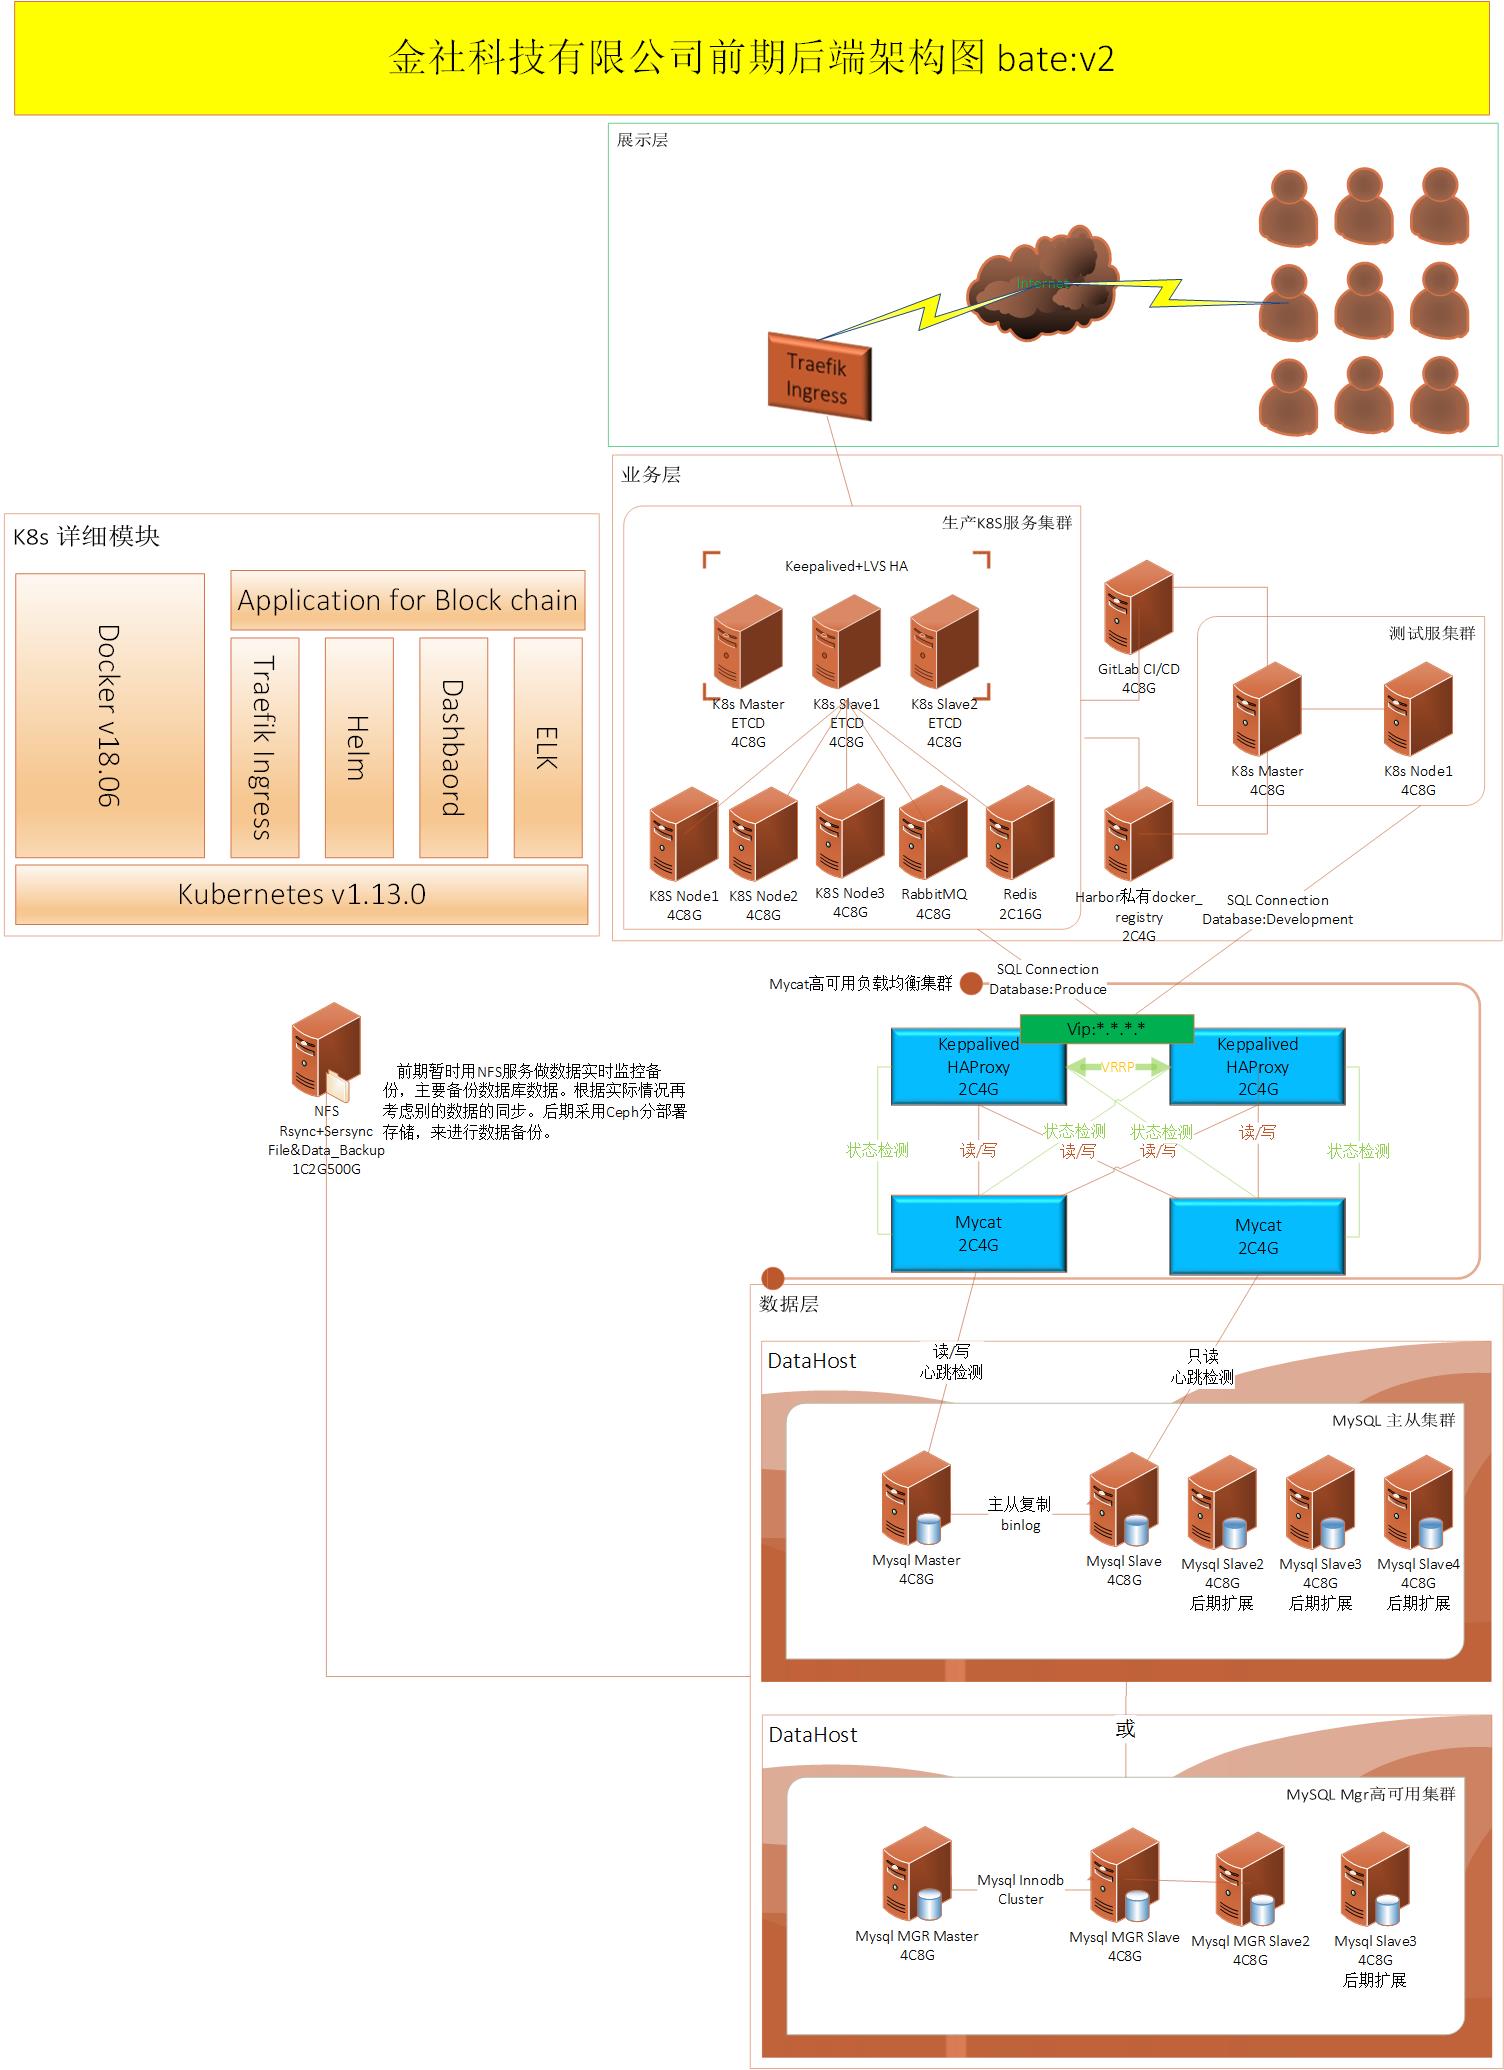 金社科技有限公司前期后端架构图 bate:v2
展示层
Internet
Traefik
Ingress
业务层
生产K8S服务集群
Keepalived+LVS HA
K8s Master
ETCD
4C8G
K8s Slave1
ETCD
4C8G
K8s Slave2
ETCD
4C8G
K8S Node1
4C8G
K8S Node2
4C8G
K8S Node3
4C8G
RabbitMQ
4C8G
Redis
2C16G
GitLab CI/CD
4C8G
测试服集群
K8s Master
4C8G
K8s Node1
4C8G
Harbor私有docker_
registry
2C4G
SQL Connection
Database:Development
K8s 详细模块
Docker v18.06
Application for Block chain
Traefik Ingress
Helm
Dashbaord
ELK
Kubernetes v1.13.0
NFS
Rsync+Sersync
File&Data_Backup
1C2G500G
前期暂时用NFS服务做数据实时监控备
份，主要备份数据库数据。根据实际情况再
考虑别的数据的同步。后期采用Ceph分部署
存储，来进行数据备份。
Mycat高可用负载均衡集群
SQL Connection
Database:Produce
Vip:*.*.*.*
Keppalived
HAProxy
2C4G
VRRP
Keppalived
HAProxy
2C4G
状态检测
读/写
状态检测
读/写
状态检测
读/写
读/写
状态检测
Mycat
2C4G
Mycat
2C4G
数据层
DataHost
读/写
心跳检测
只读
心跳检测
MySQL 主从集群
主从复制
binlog
Mysql Master
4C8G
Mysql Slave
4C8G
Mysql Slave2
4C8G
后期扩展
Mysql Slave3
4C8G
后期扩展
Mysql Slave4
4C8G
后期扩展
或
DataHost
MySQL Mgr高可用集群
Mysql Innodb
Cluster
Mysql MGR Master
4C8G
Mysql MGR Slave
4C8G
Mysql MGR Slave2
4C8G
Mysql Slave3
4C8G
后期扩展